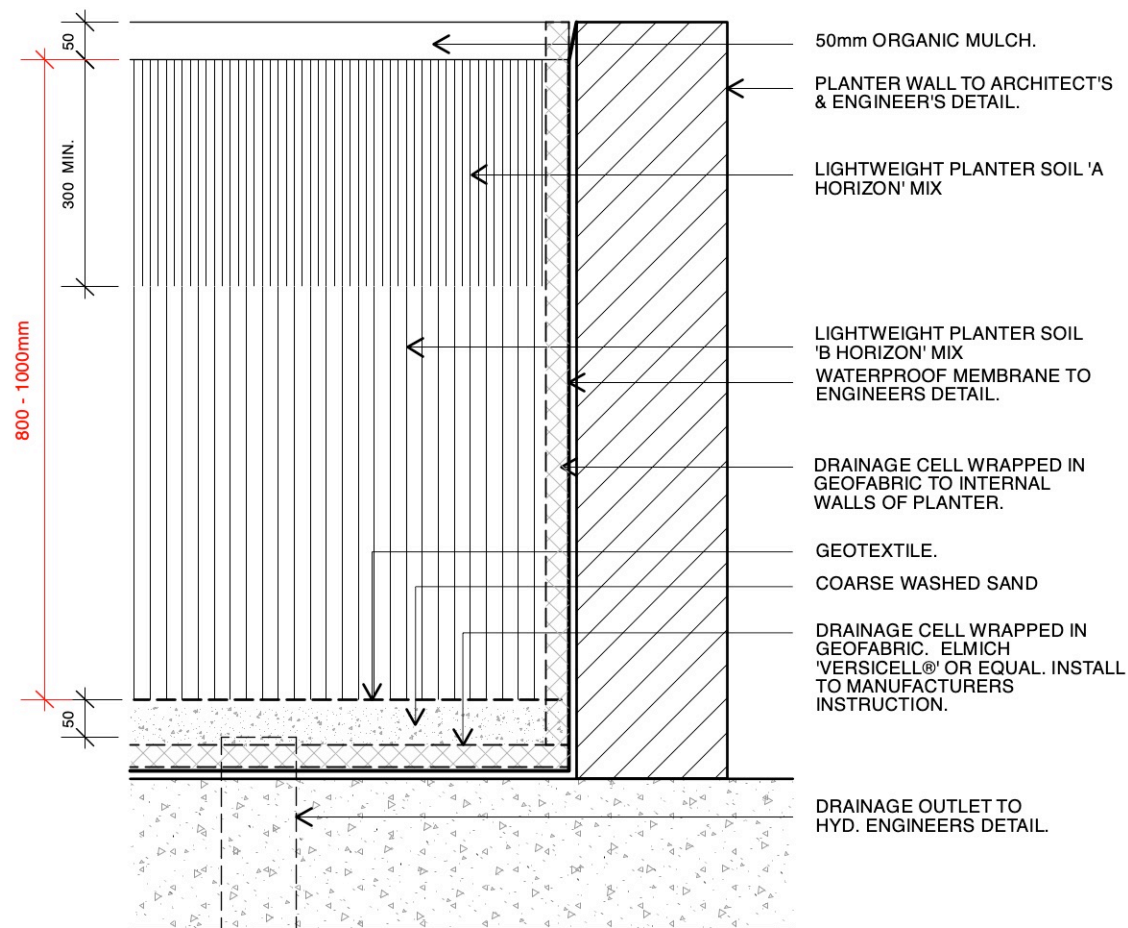 50
50mm ORGANIC MULCH.
PLANTER WALL TO ARCHITECT'S
& ENGINEER'S DETAIL.
300 MIN.
LIGHTWEIGHT PLANTER SOIL 'A
HORIZON' MIX
800 - 1000mm
LIGHTWEIGHT PLANTER SOIL
'B HORIZON' MIX
WATERPROOF MEMBRANE TO
ENGINEERS DETAIL.
DRAINAGE CELL WRAPPED IN
GEOFABRIC TO INTERNAL
WALLS OF PLANTER.
GEOTEXTILE.
COARSE WASHED SAND
DRAINAGE CELL WRAPPED IN
GEOFABRIC. ELMICH
'VERSICELL®' OR EQUAL. INSTALL
TO MANUFACTURERS
INSTRUCTION.
50
DRAINAGE OUTLET TO
HYD. ENGINEERS DETAIL.